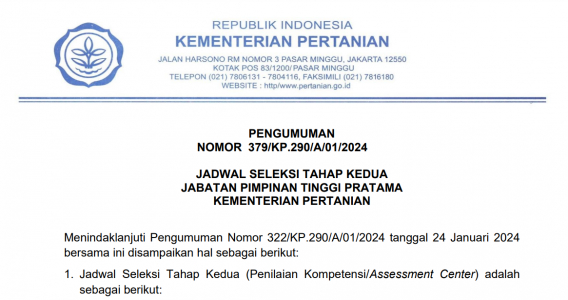 REPUBLIK INDONESIA
KEMENTERIAN PERTANIAN
JALAN HARSONO RM NOMOR 3 PASAR MINGGU, JAKARTA 12550
KOTAK POS 83/1200/PASAR MINGGU
TELEPON (021) 7806131 - 7804116, FAKSIMILI (021) 7816180
WEBSITE : http/www.pertanian.go.id
PENGUMUMAN
NOMOR 379/KP.290/A/01/2024
JADWAL SELEKSI TAHAP KEDUA
JABATAN PIMPINAN TINGGI PRATAMA
KEMENTERIAN PERTANIAN
Menindaklanjuti Pengumuman Nomor 322/KP.290/A/01/2024 tanggal 24 Januari 2024
bersama ini disampaikan hal sebagai berikut:
1. Jadwal Seleksi Tahap Kedua (Penilaian Kompetensi/Assessment Center) adalah
sebagai berikut: